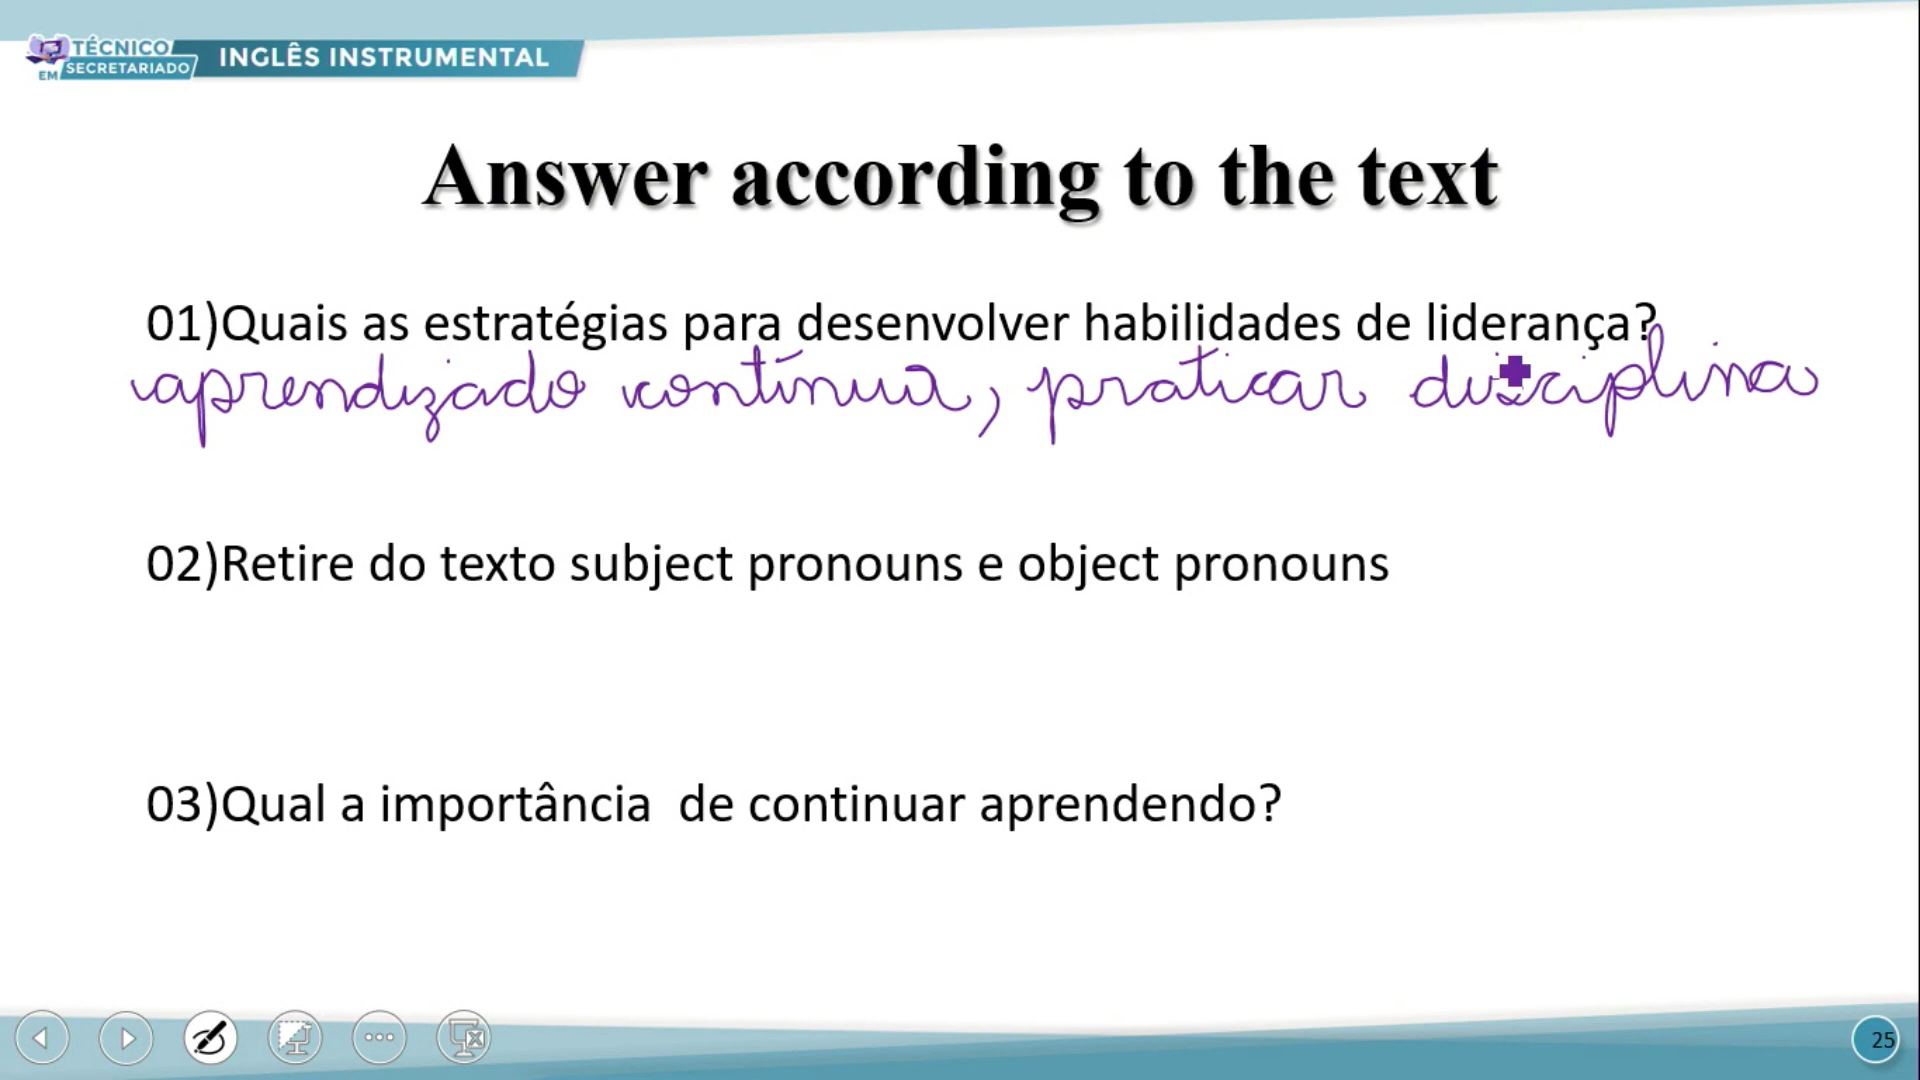 TÉCNICO
EM SECRETARIADO
INGLÊS INSTRUMENTAL
Answer according to the text
01)Quais as estratégias para desenvolver habilidades de liderança?
aprendizado contínua, praticar disciplina
02)Retire do texto subject pronouns e object pronouns
03)Qual a importância de continuar aprendendo?
25